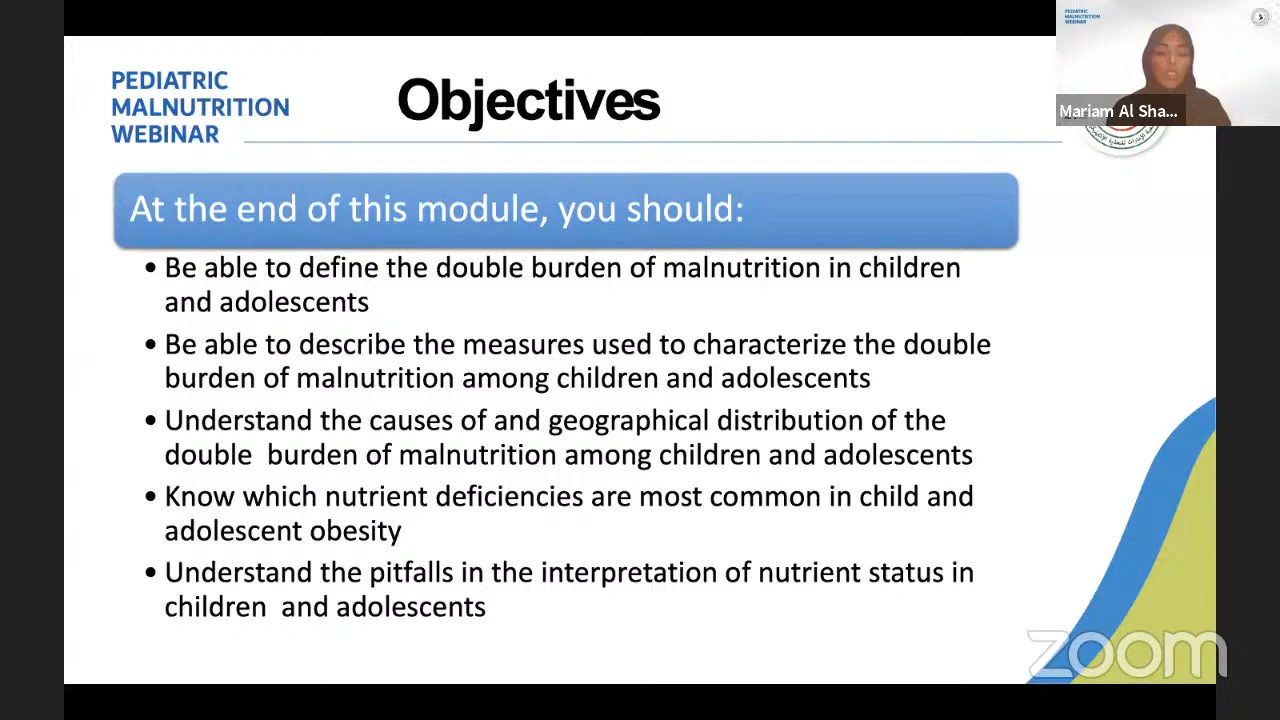 PEDIATRIC
MALNUTRITION
WEBINAR
Objectives
PEDIATRIC
MALNUTRITION
WEBINAR
Mariam Al Sha...
At the end of this module, you should:
• Be able to define the double burden of malnutrition in children
and adolescents
• Be able to describe the measures used to characterize the double
burden of malnutrition among children and adolescents
• Understand the causes of and geographical distribution of the
double  burden of malnutrition among children and adolescents
• Know which nutrient deficiencies are most common in child and
adolescent obesity
• Understand the pitfalls in the interpretation of nutrient status in
children  and adolescents
zoom